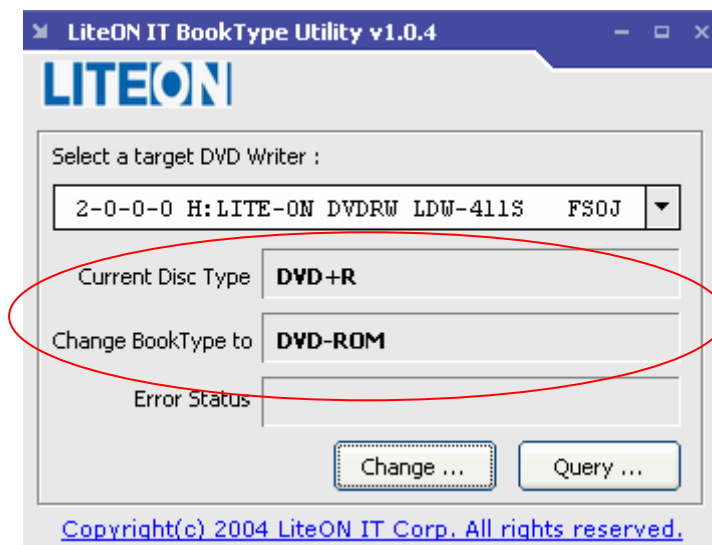 LiteON IT BookType Utility v1.0.4
LITEON
Select a target DVD Writer :
2-0-0-0 H:LITE-ON DVDRW LDW-411S FS0J
Current Disc Type DVD+R
Change BookType to DVD-ROM
Error Status
Change ... Query ...
Copyright(c) 2004 LiteON IT Corp. All rights reserved.